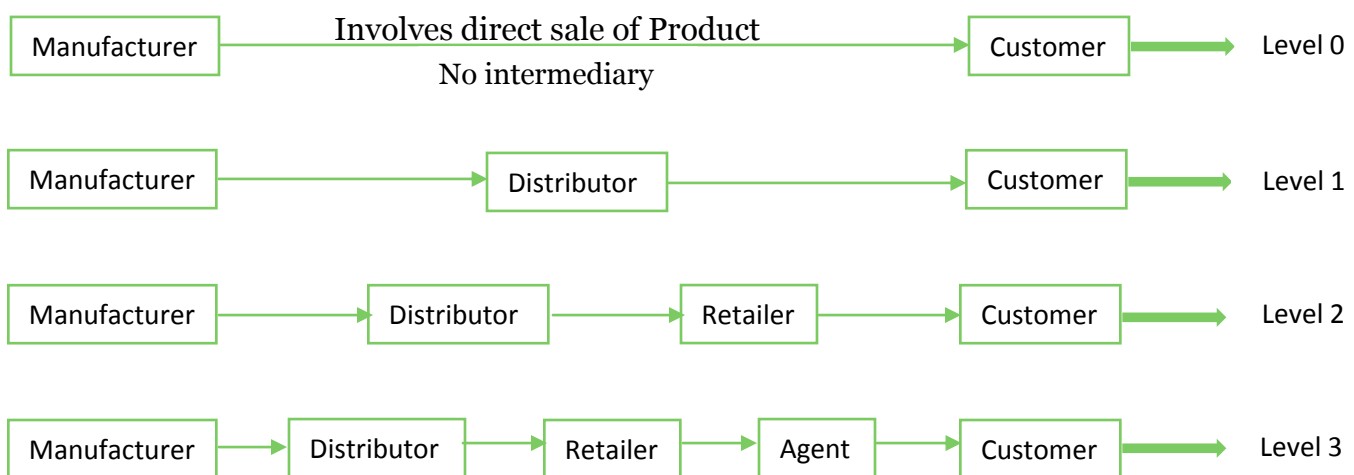 Involves direct sale of Product
Manufacturer Customer Level 0
No intermediary
Manufacturer Distributor Customer Level 1
Manufacturer Distributor Retailer Customer Level 2
Manufacturer Distributor Retailer Agent Customer Level 3